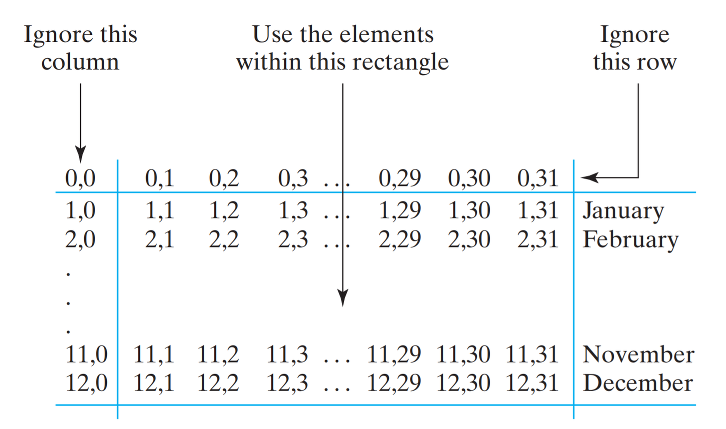 Ignore this column
Use the elements within this rectangle
Ignore this row
0,0 0,1 0,2 0,3 ... 0,29 0,30 0,31
1,0 1,1 1,2 1,3 ... 1,29 1,30 1,31 January
2,0 2,1 2,2 2,3 ... 2,29 2,30 2,31 February
.
.
.
11,0 11,1 11,2 11,3 ... 11,29 11,30 11,31 November
12,0 12,1 12,2 12,3 ... 12,29 12,30 12,31 December